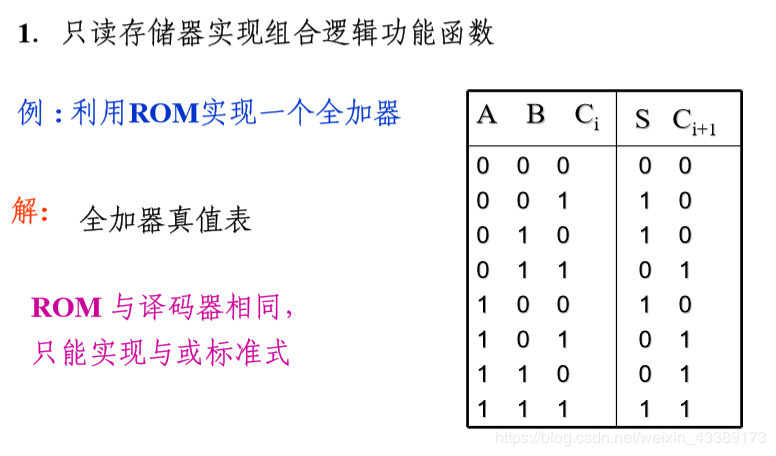 1. 只读存储器实现组合逻辑功能函数
例:利用ROM实现一个全加器
解: 全加器真值表
ROM 与译码器相同,
只能实现与或标准式
A B Ci S Ci+1
0 0 0 0 0
0 0 1 1 0
0 1 0 1 0
0 1 1 0 1
1 0 0 1 0
1 0 1 0 1
1 1 0 0 1
1 1 1 1 1
https://blog.csdn.net/weixin_43389173